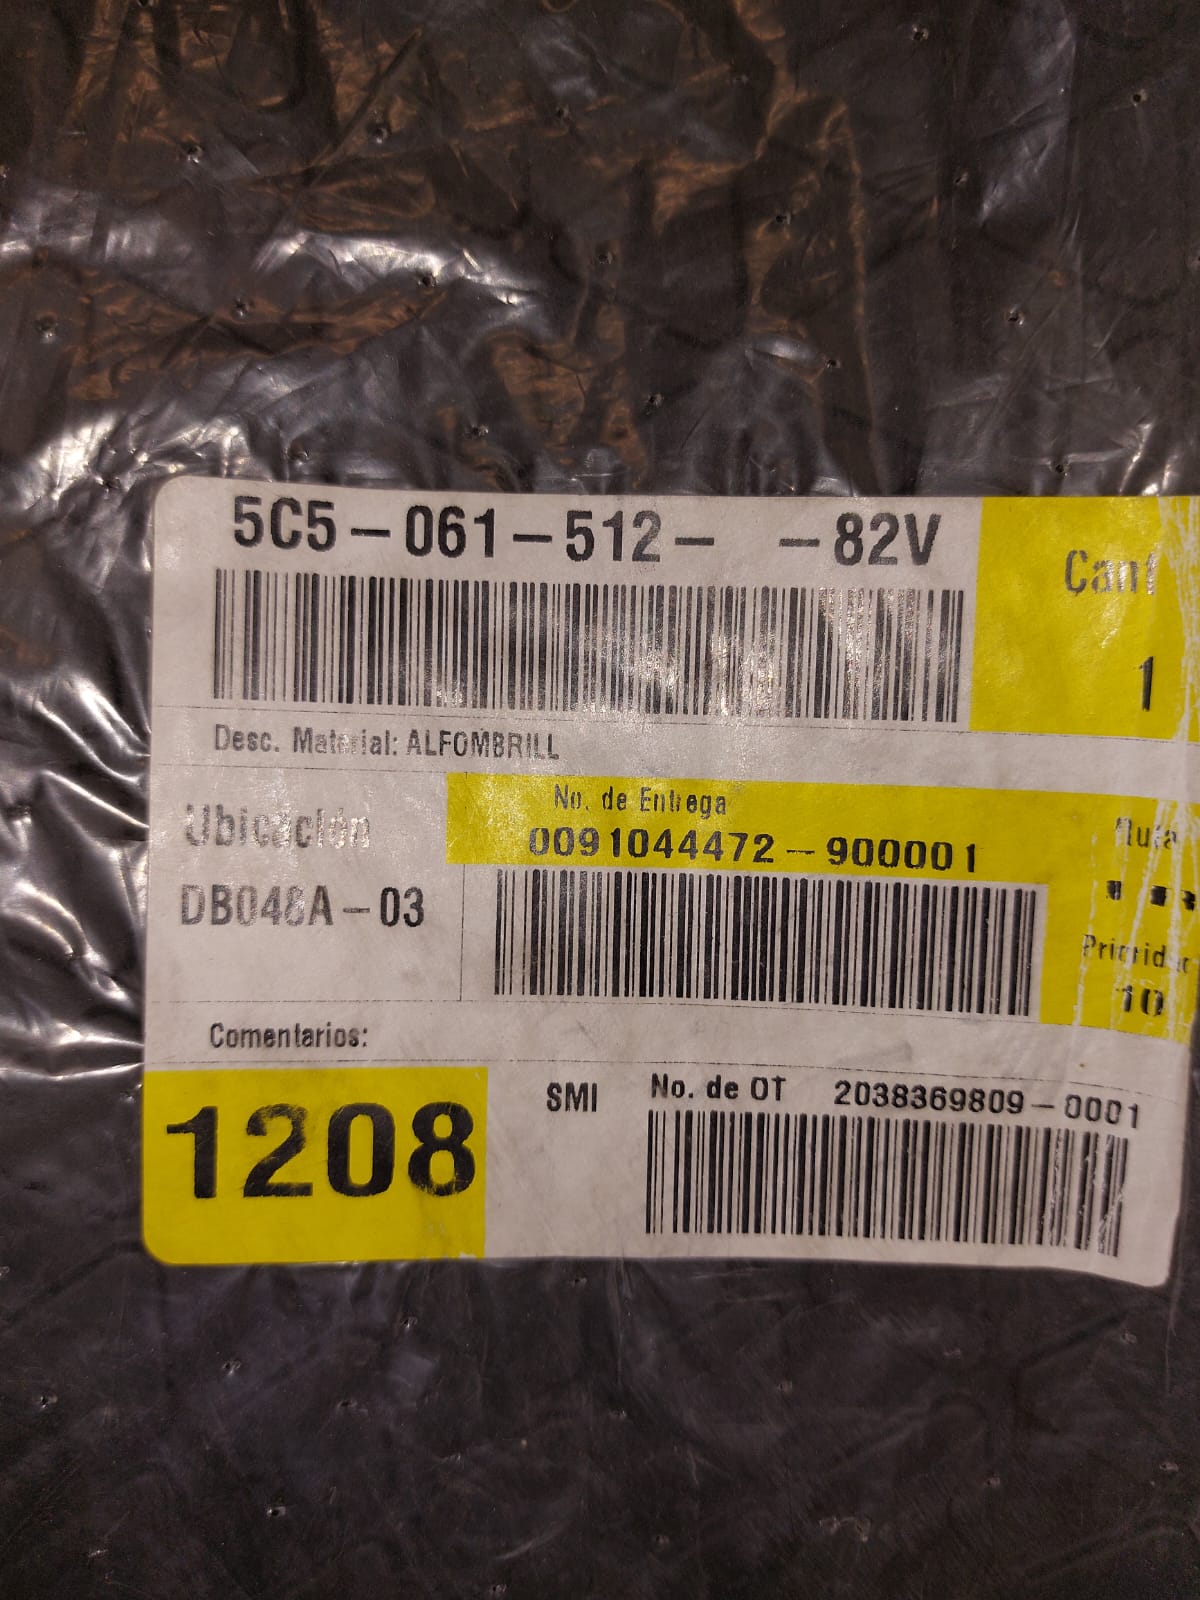 5C5-061-512- -82V
Cant
1
Desc. Material: ALFOMBRILL
No. de Entrega
0091044472-900001
Ubicación
Ruta
DB048A-03
Prioridad
10
Comentarios:
1208
SMI
No. de OT 2038369809-0001